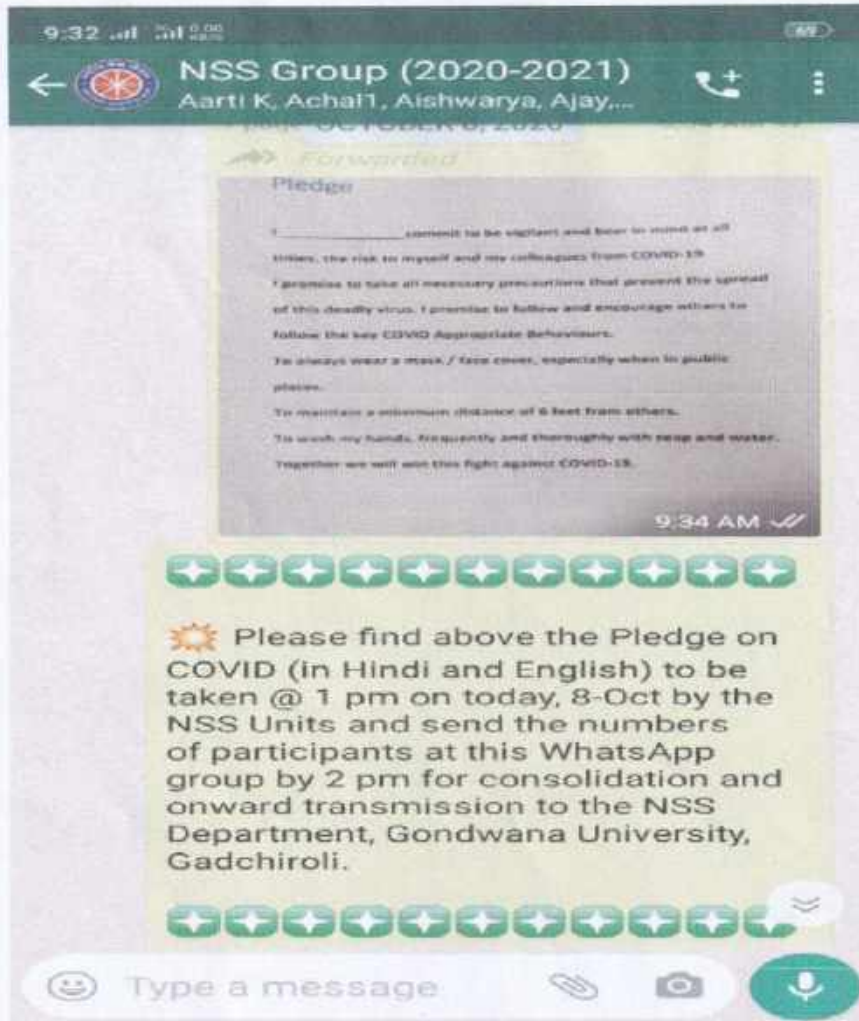 9:32
NSS Group (2020-2021)
Aarti K, Achal1, Aishwarya, Ajay,...
OCTOBER 8, 2020
Forwarded
Pledge
I ____________ commit to be vigilant and bear in mind at all
times, the risk to myself and my colleagues from COVID-19
I promise to take all necessary precautions that prevent the spread
of this deadly virus. I promise to follow and encourage others to
follow the key COVID Appropriate Behaviours.
To always wear a mask / face cover, especially when in public
places.
To maintain a minimum distance of 6 feet from others.
To wash my hands, frequently and thoroughly with soap and water.
Together we will win this fight against COVID-19.
9:34 AM
Please find above the Pledge on
COVID (in Hindi and English) to be
taken @ 1 pm on today, 8-Oct by the
NSS Units and send the numbers
of participants at this WhatsApp
group by 2 pm for consolidation and
onward transmission to the NSS
Department, Gondwana University,
Gadchiroli.
Type a message